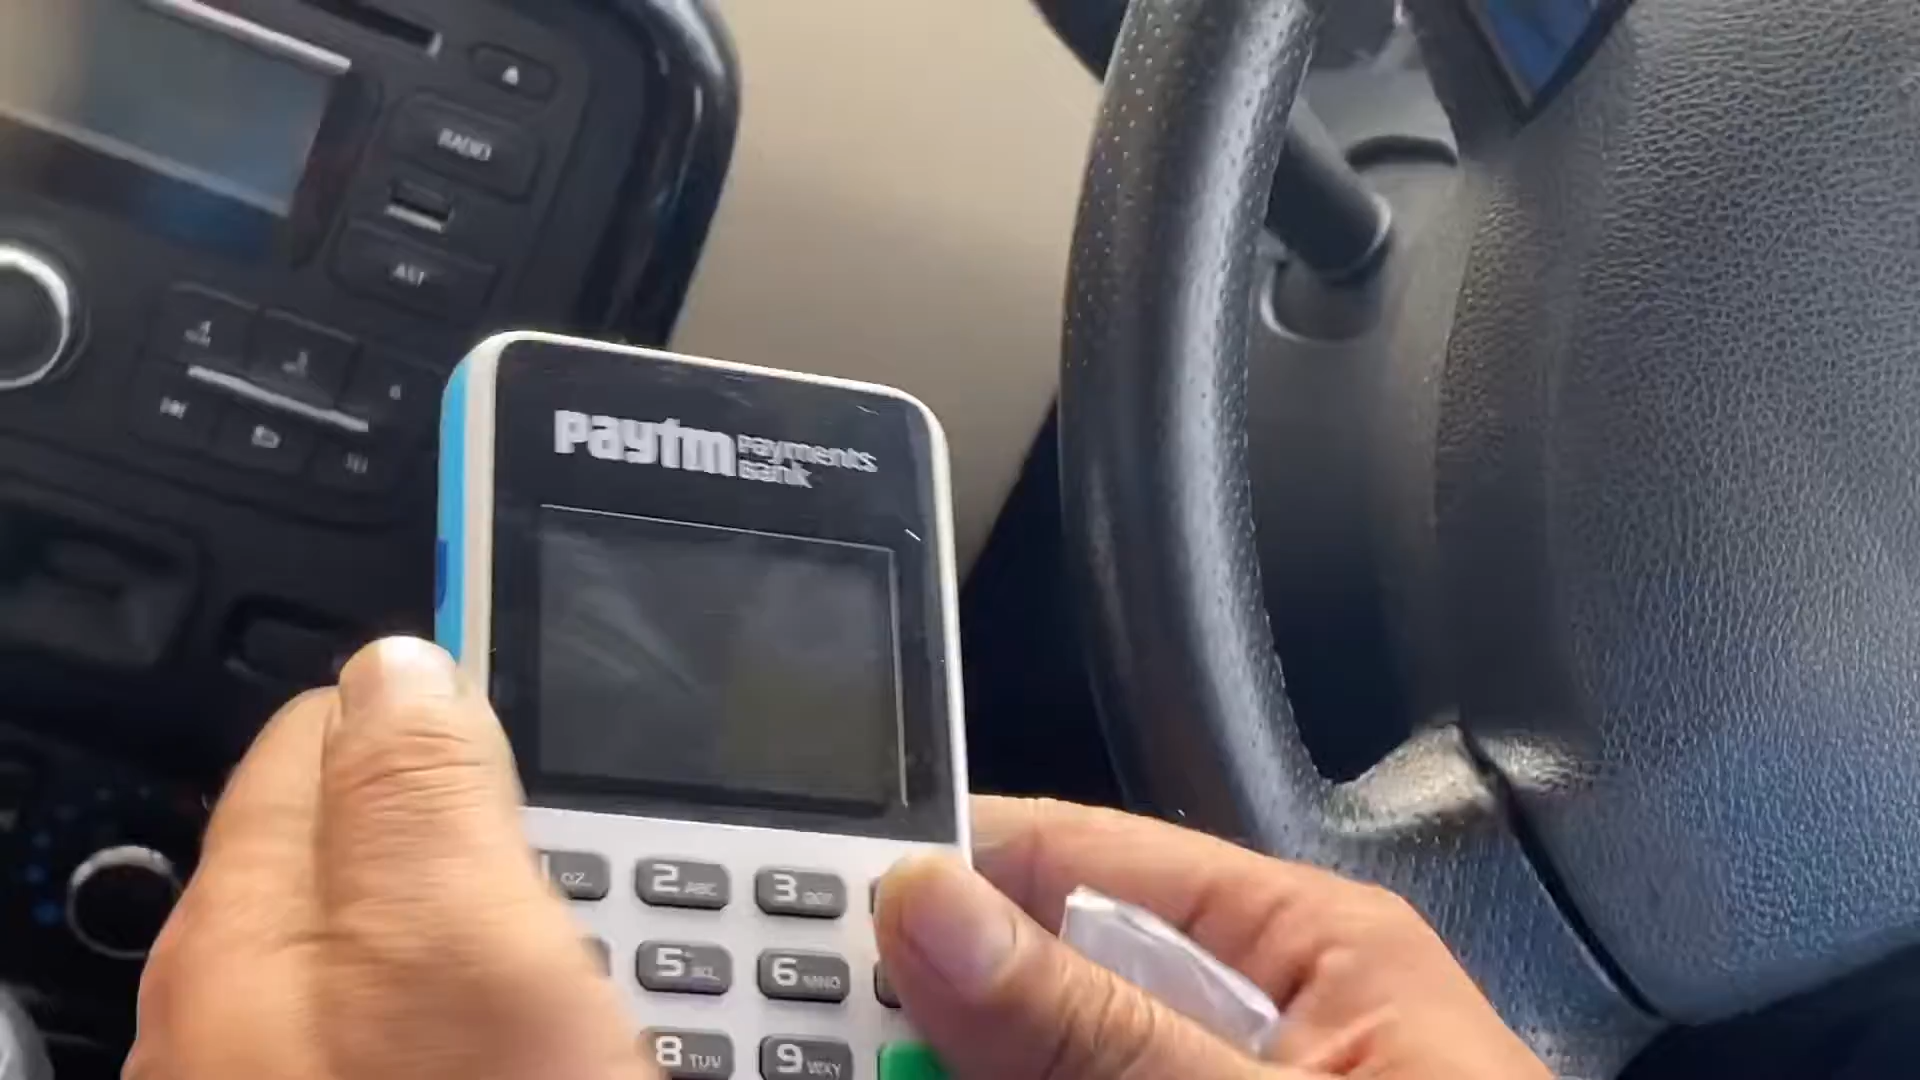 RADIO
AST
paytm payments
bank
2 ABC
3 DEF
5 JKL
6 MNO
8 TUV
9 WXY